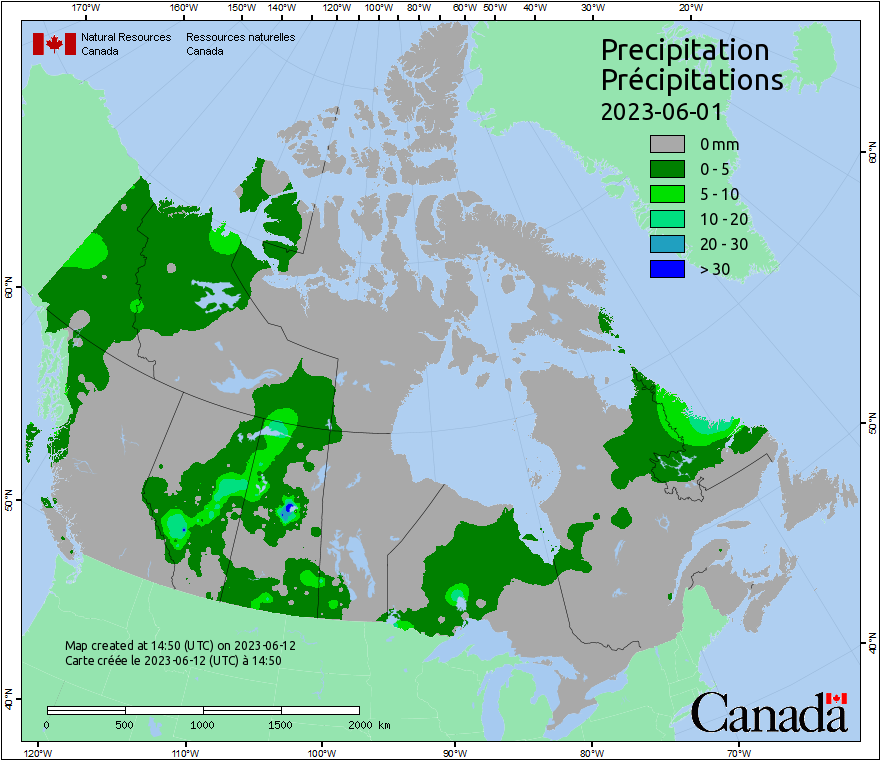 170°W 160°W 150°W 140°W 120°W 100°W 80°W 60°W 50°W 40°W 30°W 20°W
Natural Resources Ressources naturelles
Canada Canada
Precipitation
Précipitations
2023-06-01
0 mm
0 - 5
5 - 10
10 - 20
20 - 30
> 30
60°N
60°N
50°N
50°N
40°N
40°N
Map created at 14:50 (UTC) on 2023-06-12
Carte créée le 2023-06-12 (UTC) à 14:50
0 500 1000 1500 2000 km
Canada
120°W 110°W 100°W 90°W 80°W 70°W